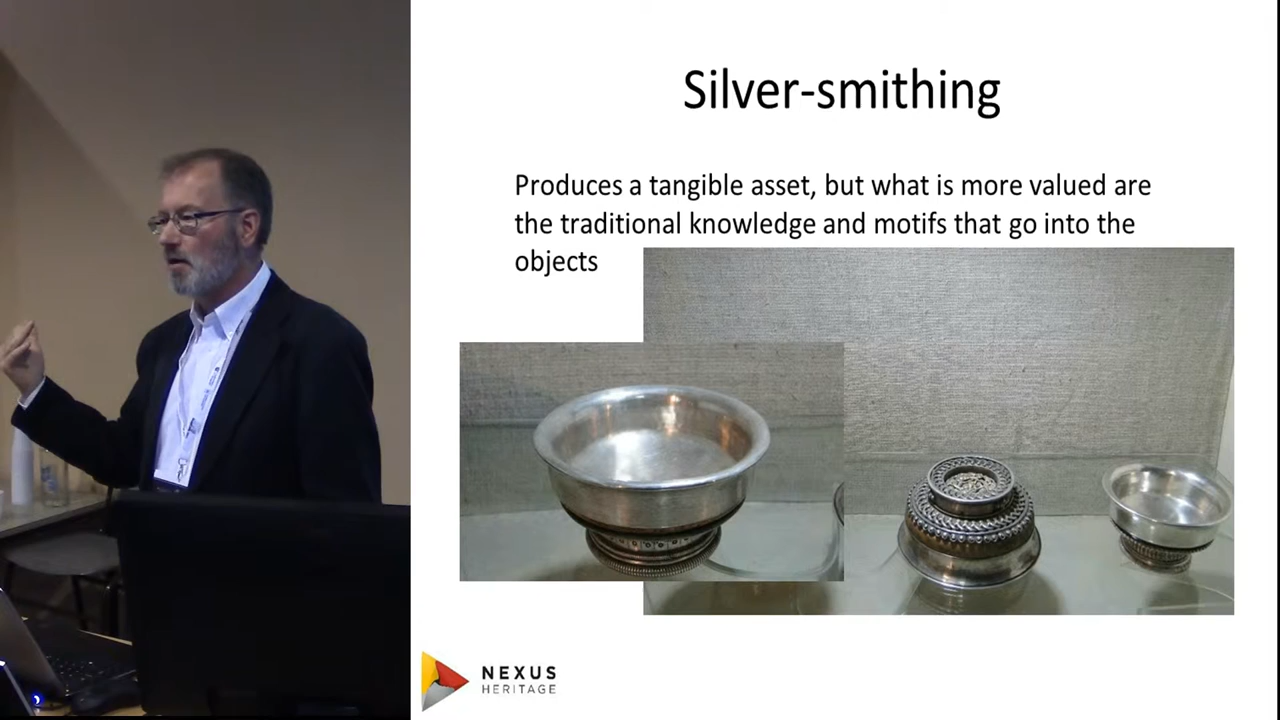 Silver-smithing
Produces a tangible asset, but what is more valued are
the traditional knowledge and motifs that go into the
objects
NEXUS
HERITAGE